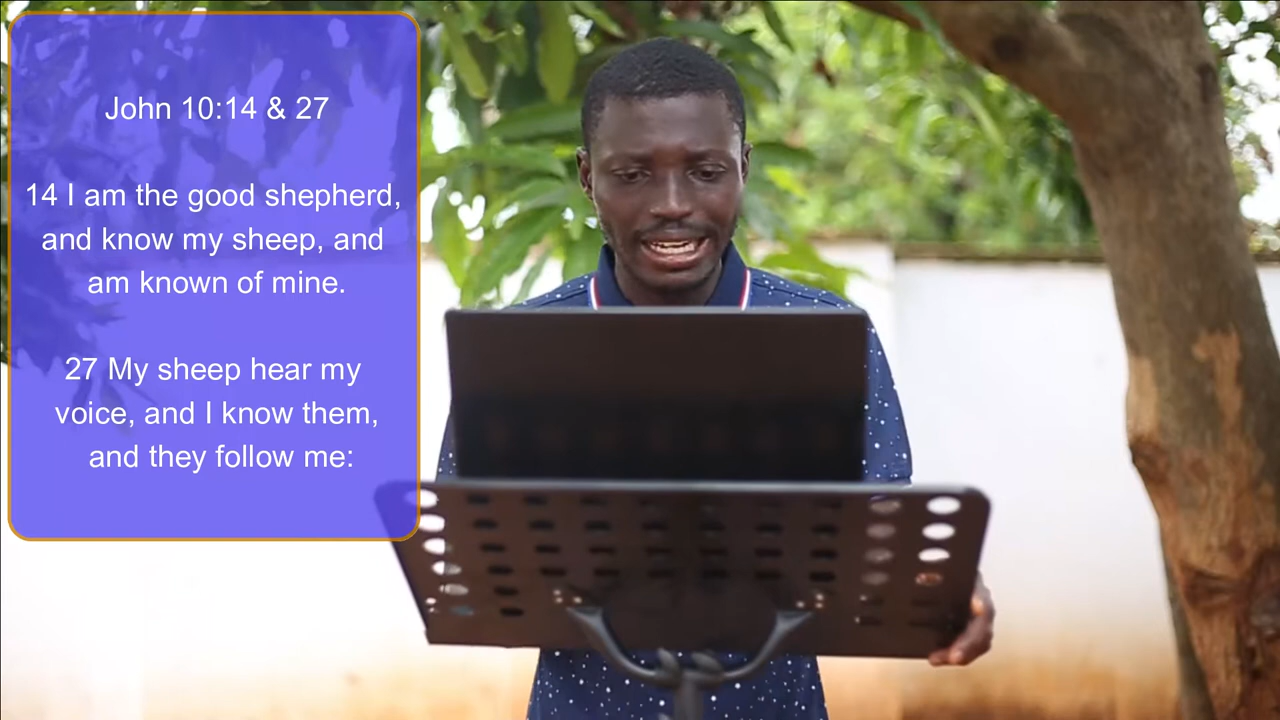 John 10:14 & 27
14 I am the good shepherd,
and know my sheep, and
am known of mine.
27 My sheep hear my
voice, and I know them,
and they follow me: